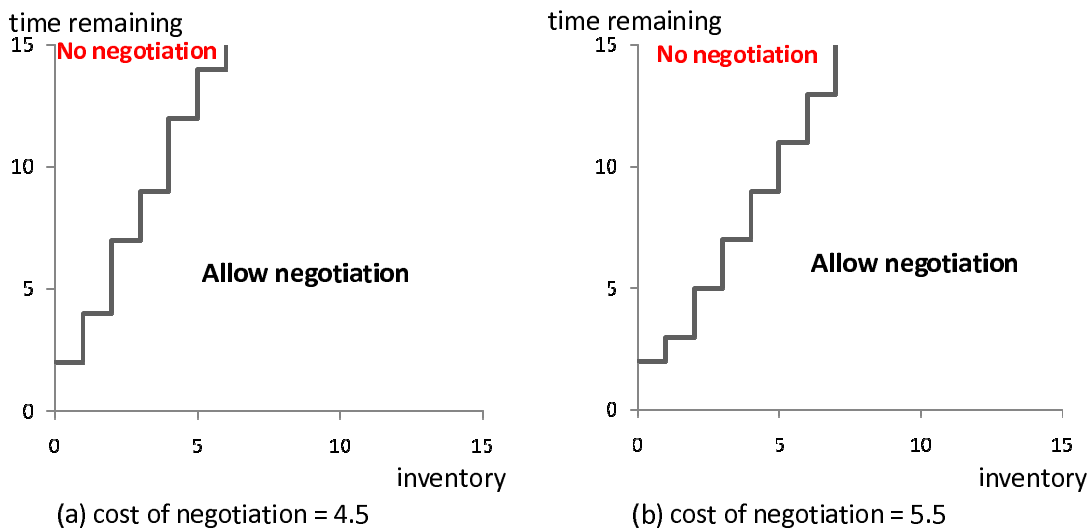 time remaining
15
No negotiation
10
Allow negotiation
5
0
0 5 10 15
inventory
(a) cost of negotiation = 4.5
time remaining
15
No negotiation
10
Allow negotiation
5
0
0 5 10 15
inventory
(b) cost of negotiation = 5.5